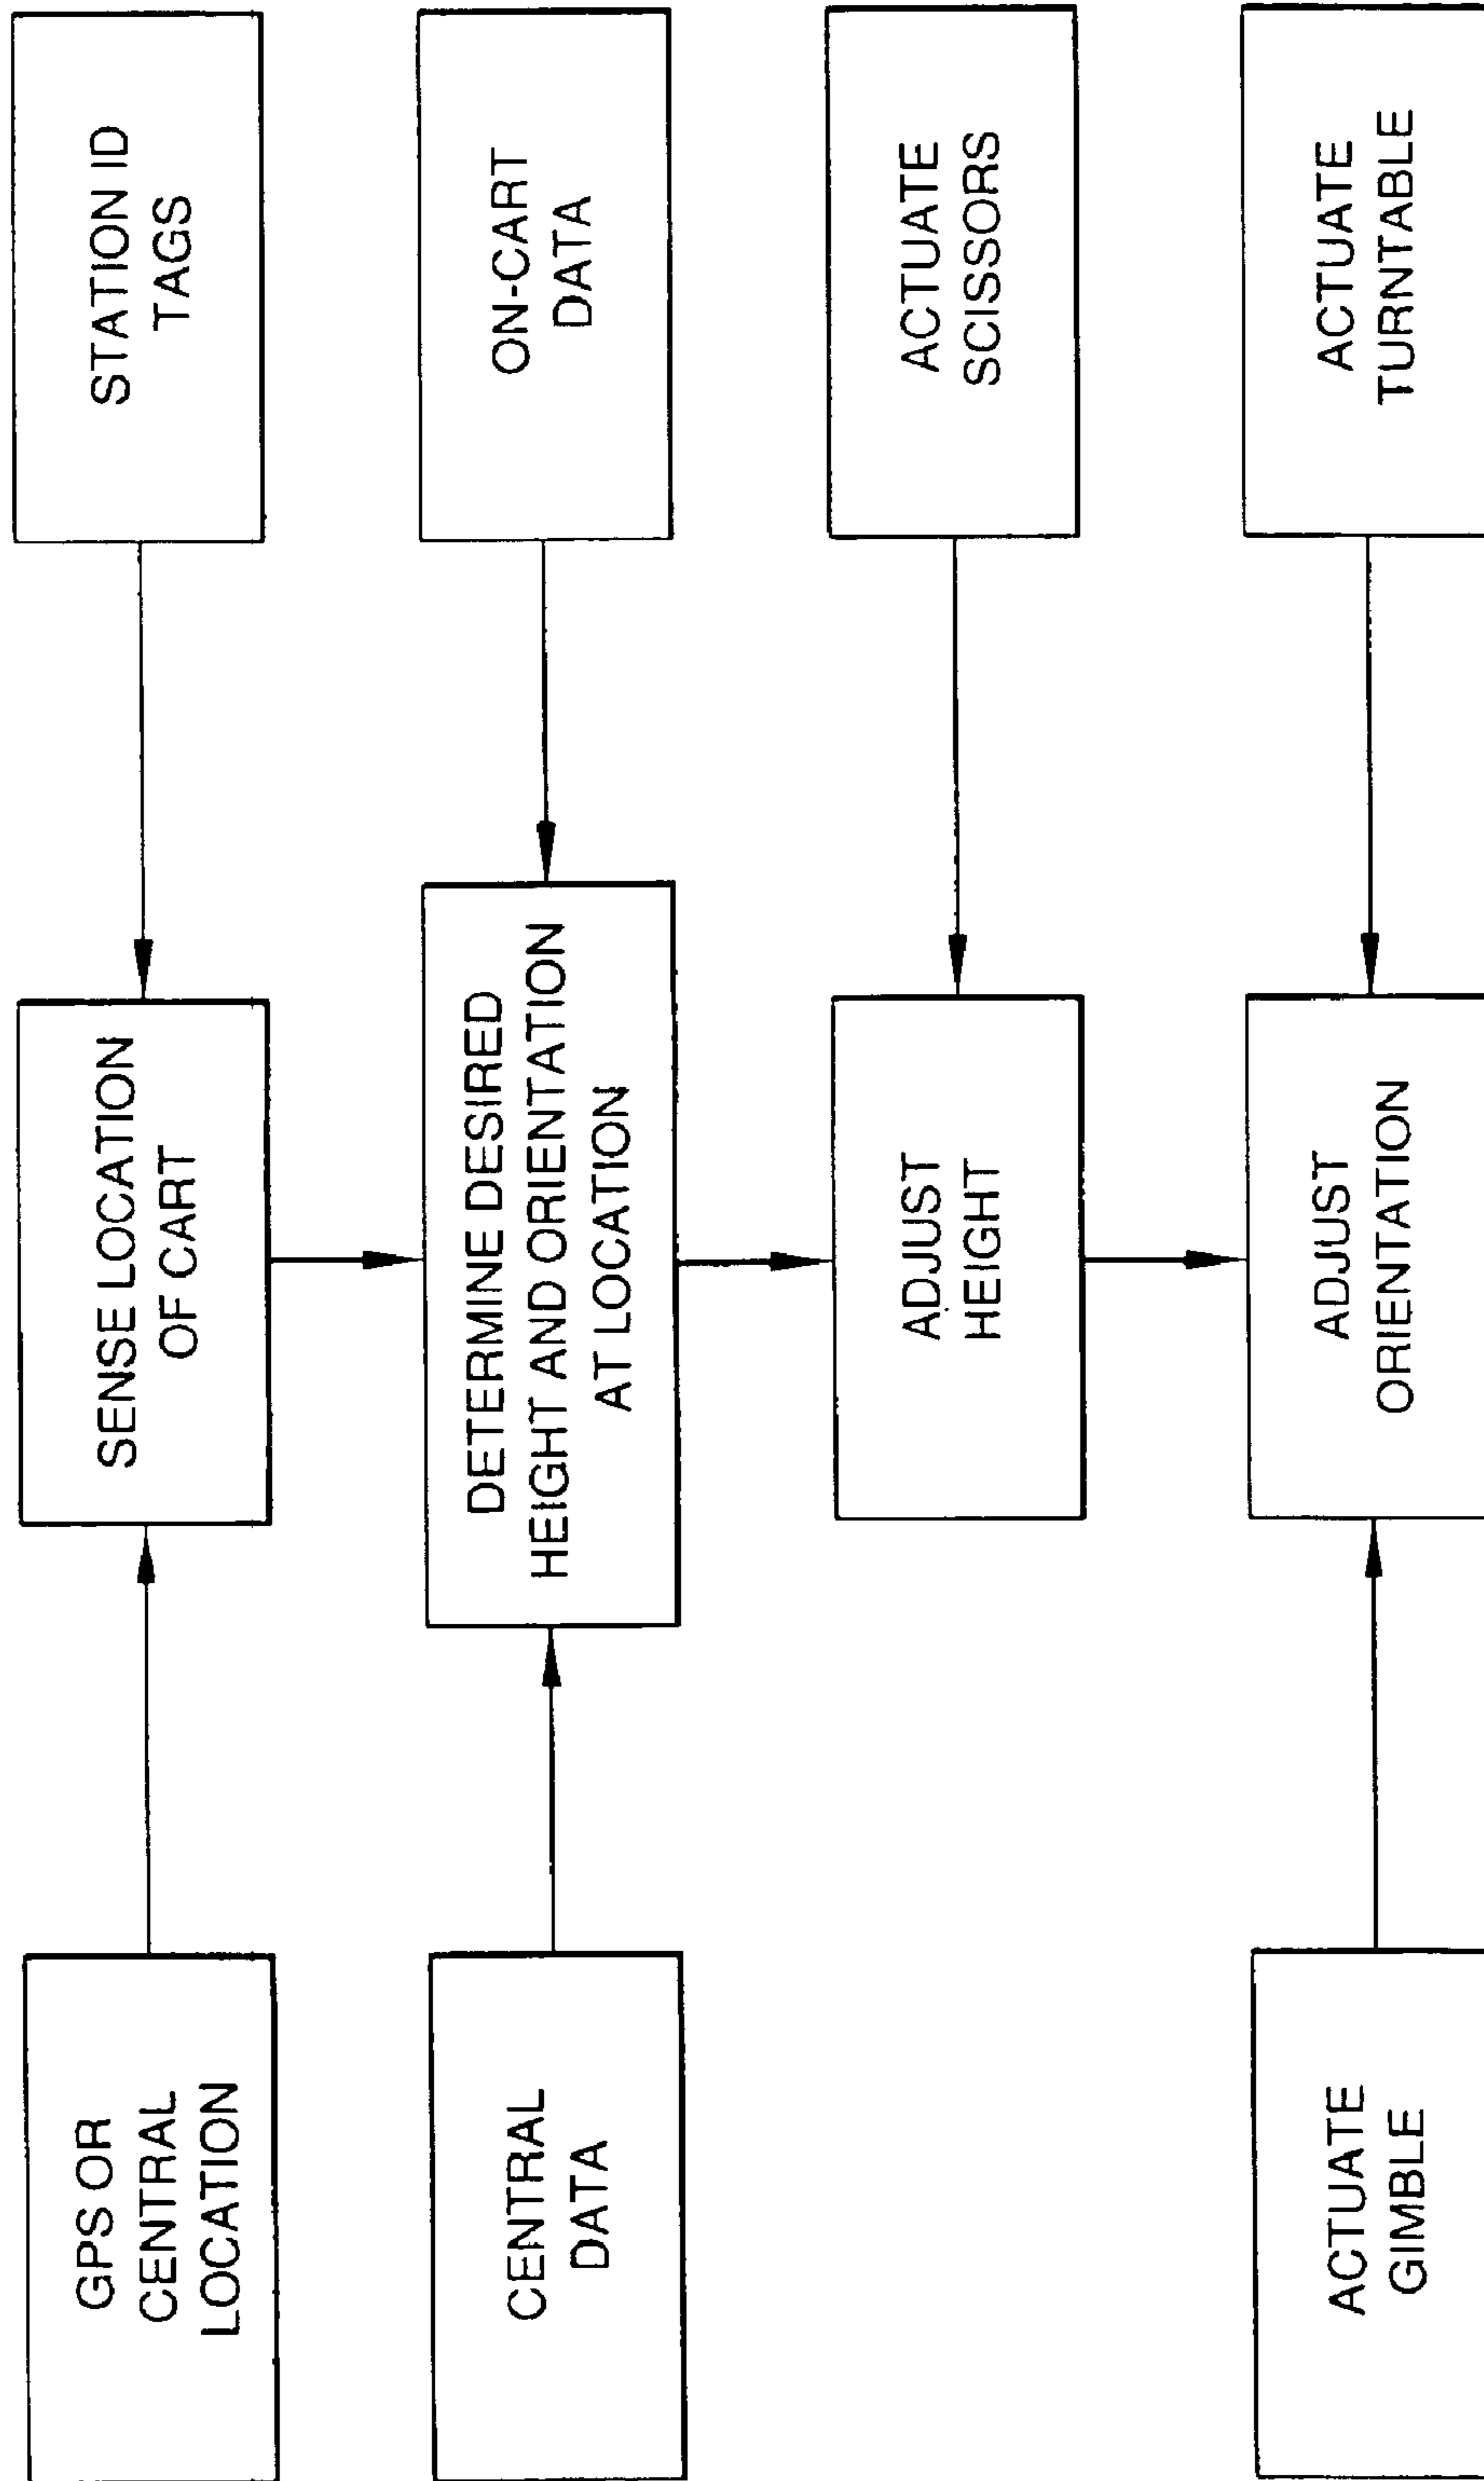 GPS OR
CENTRAL
LOCATION
SENSE LOCATION
OF CART
STATION ID
TAGS
CENTRAL
DATA
DETERMINE DESIRED
HEIGHT AND ORIENTATION
AT LOCATION
ON-CART
DATA
ADJUST
HEIGHT
ACTUATE
SCISSORS
ACTUATE
GIMBLE
ADJUST
ORIENTATION
ACTUATE
TURNTABLE